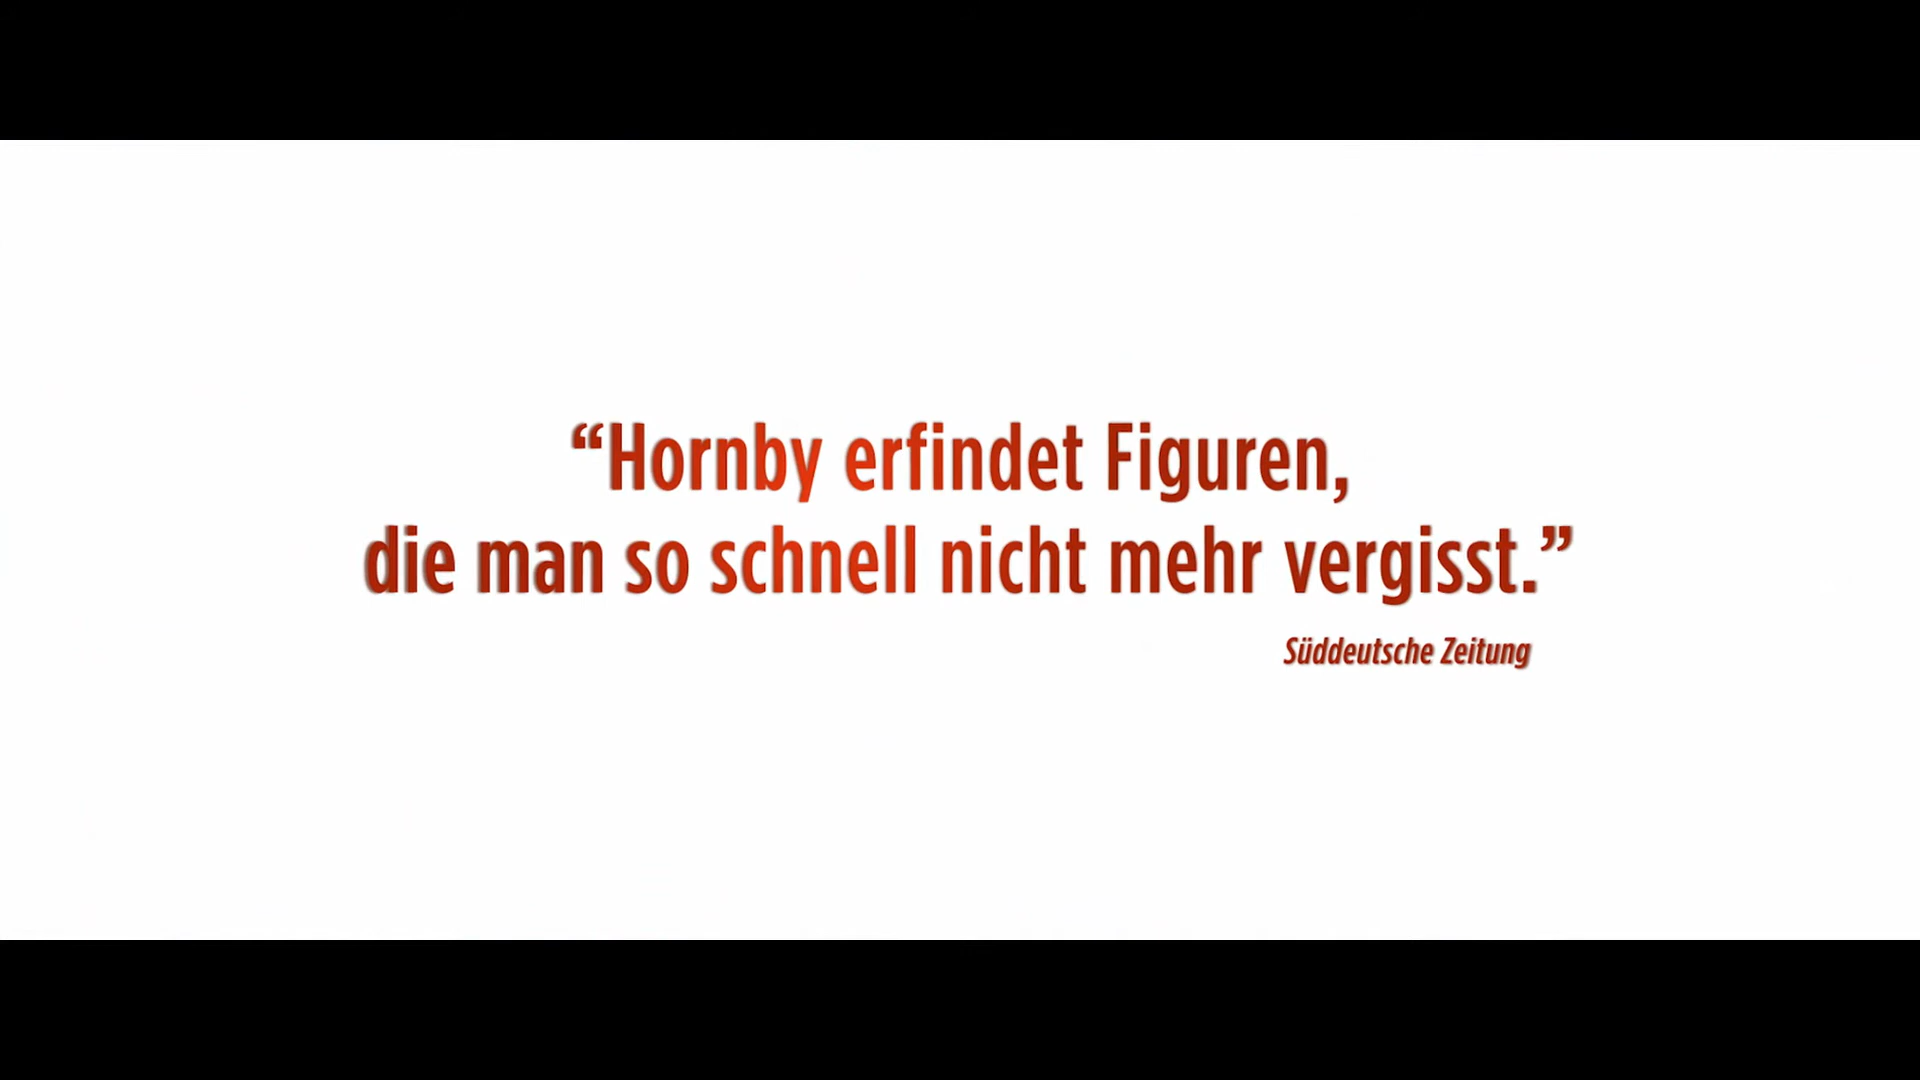 “Hornby erfindet Figuren,
die man so schnell nicht mehr vergisst.”
Süddeutsche Zeitung